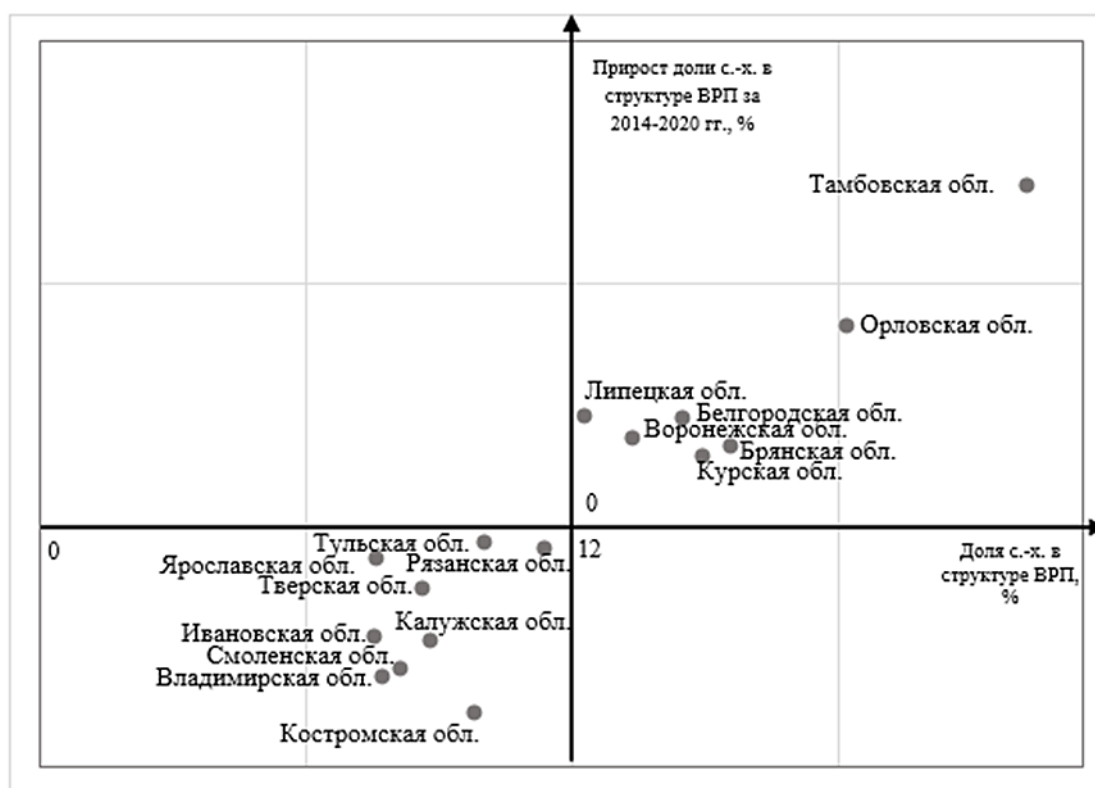 Прирост доли с.-х. в
структуре ВРП за
2014-2020 гг., %
Тамбовская обл.
Орловская обл.
Липецкая обл.
Белгородская обл.
Воронежская обл.
Брянская обл.
Курская обл.
0
0
12
Тульская обл.
Рязанская обл.
Ярославская обл.
Тверская обл.
Калужская обл.
Ивановская обл.
Смоленская обл.
Владимирская обл.
Костромская обл.
Доля с.-х. в
структуре ВРП,
%